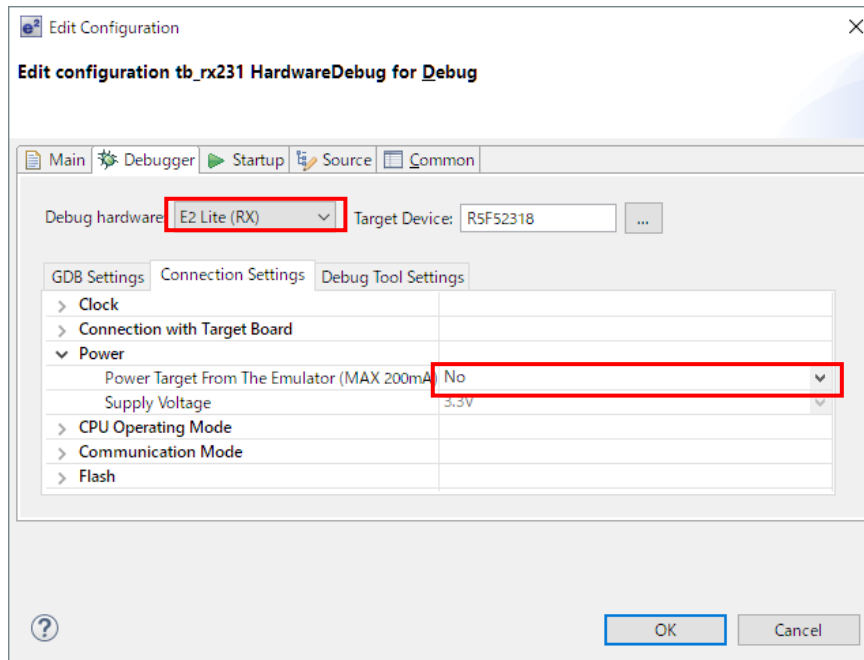 e² Edit Configuration
Edit configuration tb_rx231 HardwareDebug for Debug
Main Debugger Startup Source Common
Debug hardware: E2 Lite (RX) Target Device: R5F52318 ...
GDB Settings Connection Settings Debug Tool Settings
Clock
Connection with Target Board
Power
Power Target From The Emulator (MAX 200mA) No
Supply Voltage 3.3V
CPU Operating Mode
Communication Mode
Flash
? OK Cancel